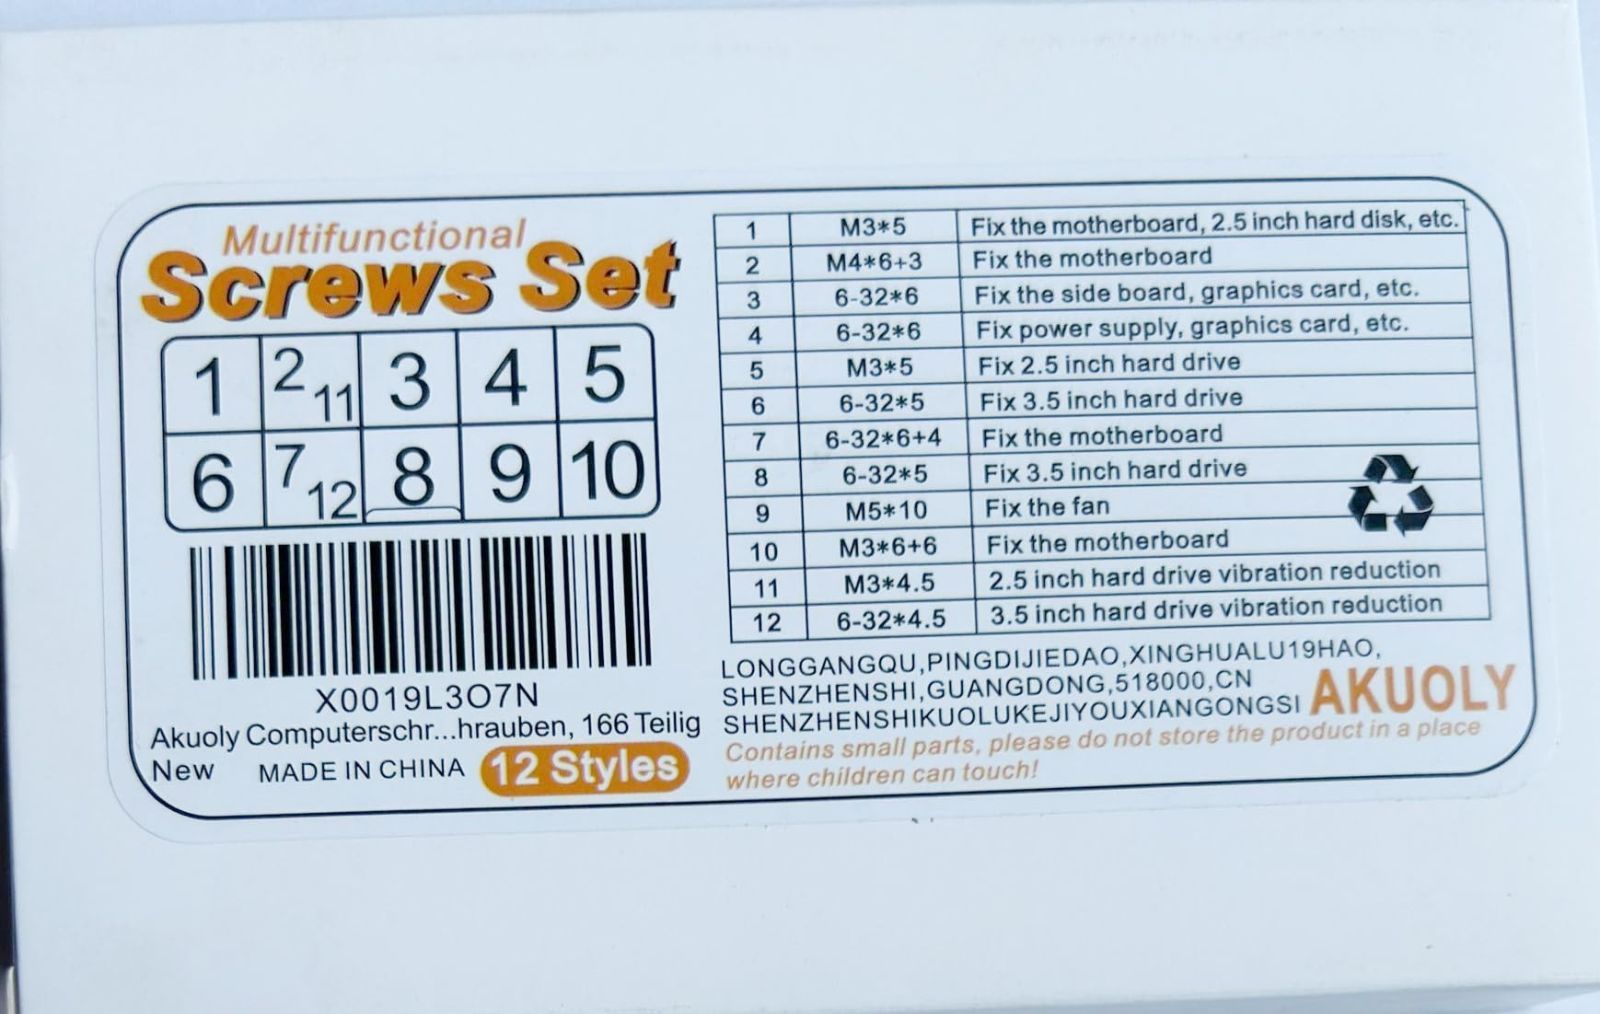 Multifunctional
Screws Set
1 2 11 3 4 5
6 7 12 8 9 10
X0019L3O7N
Akuoly Computerschr...hrauben, 166 Teilig
New MADE IN CHINA 12 Styles
1 M3*5 Fix the motherboard, 2.5 inch hard disk, etc.
2 M4*6+3 Fix the motherboard
3 6-32*6 Fix the side board, graphics card, etc.
4 6-32*6 Fix power supply, graphics card, etc.
5 M3*5 Fix 2.5 inch hard drive
6 6-32*5 Fix 3.5 inch hard drive
7 6-32*6+4 Fix the motherboard
8 6-32*5 Fix 3.5 inch hard drive
9 M5*10 Fix the fan
10 M3*6+6 Fix the motherboard
11 M3*4.5 2.5 inch hard drive vibration reduction
12 6-32*4.5 3.5 inch hard drive vibration reduction
LONGGANGQU,PINGDIJIEDAO,XINGHUALU19HAO,
SHENZHENSHI,GUANGDONG,518000,CN
SHENZHENSHIKUOLUKEJIYOUXIANGONGSI
AKUOLY
Contains small parts, please do not store the product in a place
where children can touch!